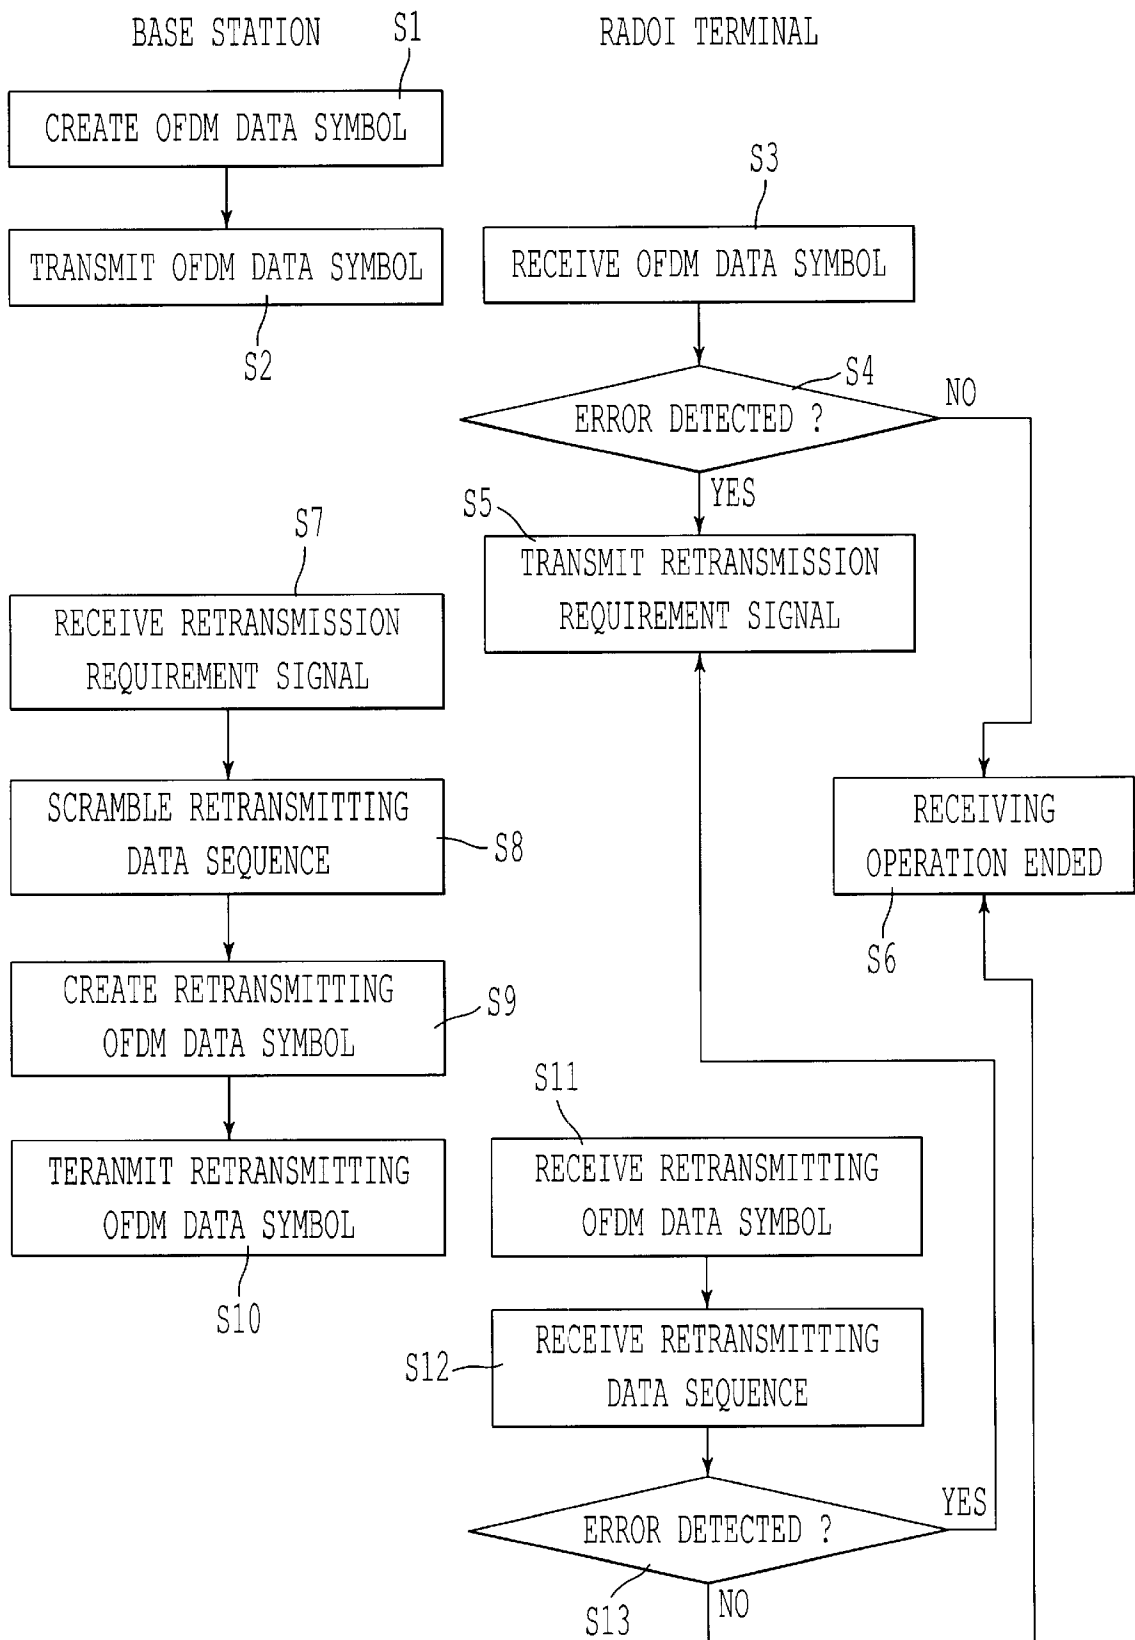 BASE STATION
S1
RADOI TERMINAL
CREATE OFDM DATA SYMBOL
S3
TRANSMIT OFDM DATA SYMBOL
RECEIVE OFDM DATA SYMBOL
S2
S4
NO
ERROR DETECTED ?
YES
S5
S7
TRANSMIT RETRANSMISSION
REQUIREMENT SIGNAL
RECEIVE RETRANSMISSION
REQUIREMENT SIGNAL
SCRAMBLE RETRANSMITTING
DATA SEQUENCE
S8
RECEIVING
OPERATION ENDED
S6
CREATE RETRANSMITTING
OFDM DATA SYMBOL
S9
S11
TERANMIT RETRANSMITTING
OFDM DATA SYMBOL
RECEIVE RETRANSMITTING
OFDM DATA SYMBOL
S10
S12
RECEIVE RETRANSMITTING
DATA SEQUENCE
YES
ERROR DETECTED ?
S13
NO